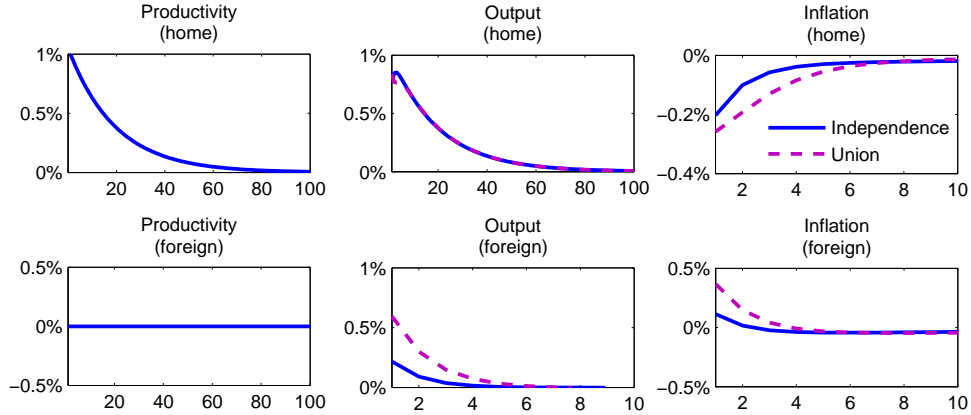 Productivity
(home)
1%
0.5%
0%
20 40 60 80 100
Output
(home)
1%
0.5%
0%
20 40 60 80 100
Inflation
(home)
0%
−0.2%
−0.4%
Independence
Union
2 4 6 8 10
Productivity
(foreign)
0.5%
0%
−0.5%
20 40 60 80 100
Output
(foreign)
1%
0.5%
0%
2 4 6 8 10
Inflation
(foreign)
0.5%
0%
−0.5%
2 4 6 8 10